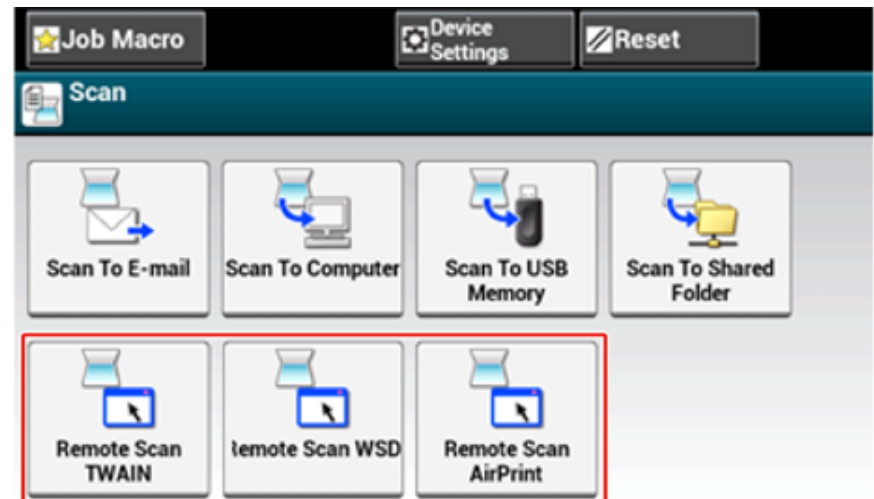 Job Macro
Device
Settings
Reset
Scan
Scan To E-mail
Scan To Computer
Scan To USB
Memory
Scan To Shared
Folder
Remote Scan
TWAIN
Remote Scan WSD
Remote Scan
AirPrint